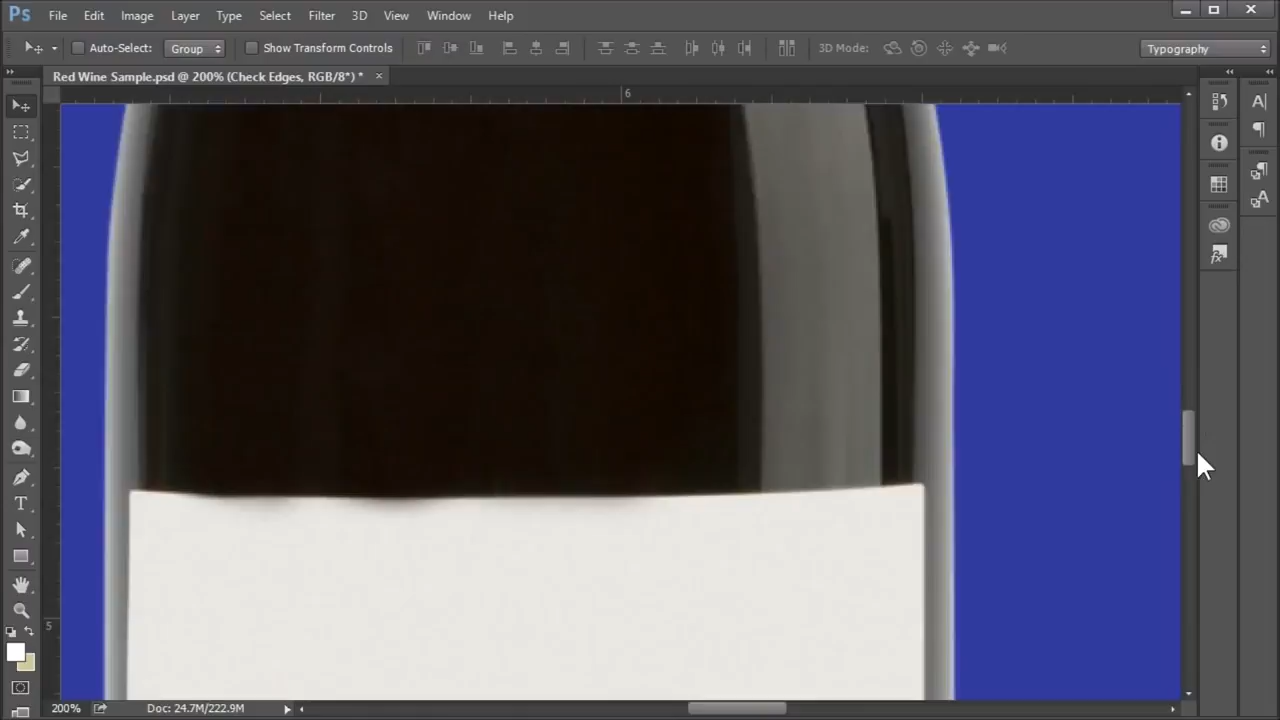 Ps File Edit Image Layer Type Select Filter 3D View Window Help
Auto-Select: Group Show Transform Controls 3D Mode: Typography
Red Wine Sample.psd @ 200% (Check Edges, RGB/8*) * ×
6
5
200% Doc: 24.7M/222.9M